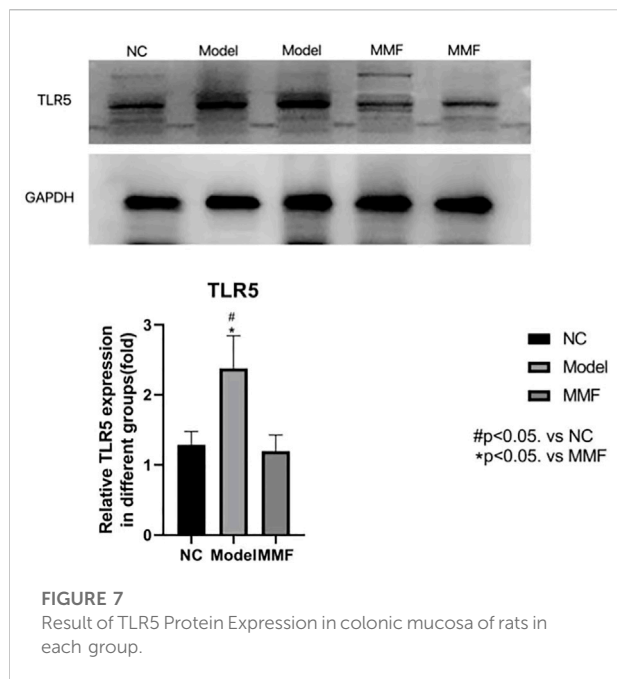 NC Model Model MMF MMF
TLR5
GAPDH
TLR5
Relative TLR5 expression
in different groups(fold)
3
2
1
0
NC Model MMF
NC
Model
MMF
#
*
#p<0.05. vs NC
*p<0.05. vs MMF
FIGURE 7
Result of TLR5 Protein Expression in colonic mucosa of rats in
each group.